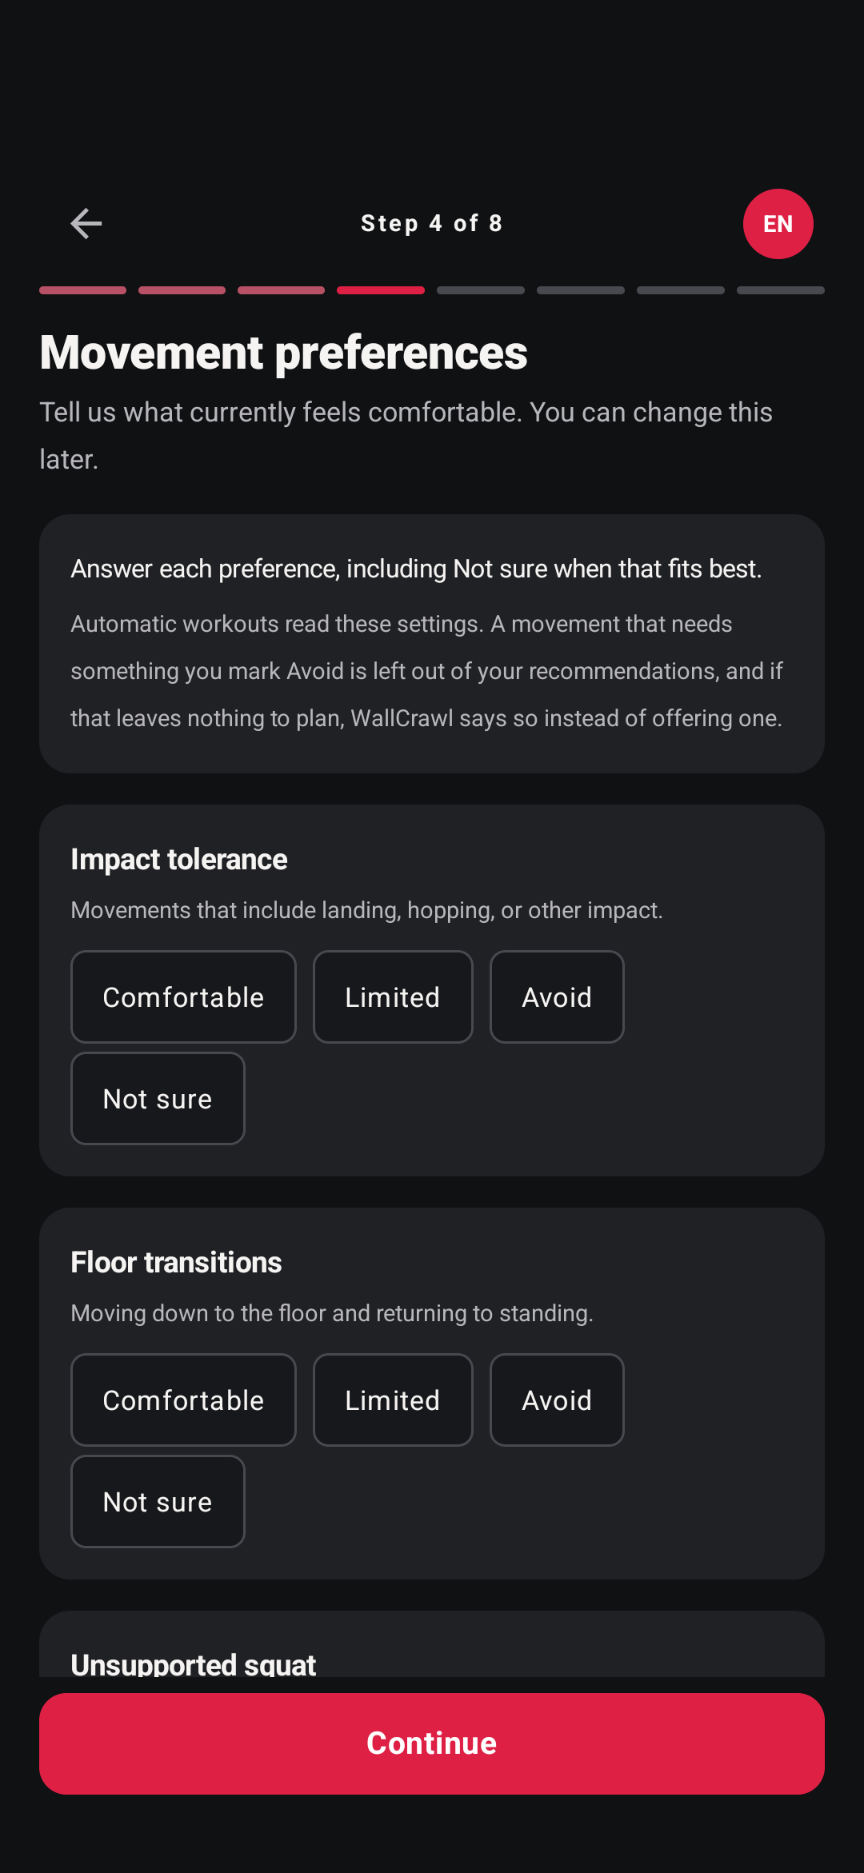 Step 4 of 8
EN
Movement preferences
Tell us what currently feels comfortable. You can change this
later.
Answer each preference, including Not sure when that fits best.
Automatic workouts read these settings. A movement that needs
something you mark Avoid is left out of your recommendations, and if
that leaves nothing to plan, WallCrawl says so instead of offering one.
Impact tolerance
Movements that include landing, hopping, or other impact.
Comfortable
Limited
Avoid
Not sure
Floor transitions
Moving down to the floor and returning to standing.
Comfortable
Limited
Avoid
Not sure
Unsupported squat
Continue